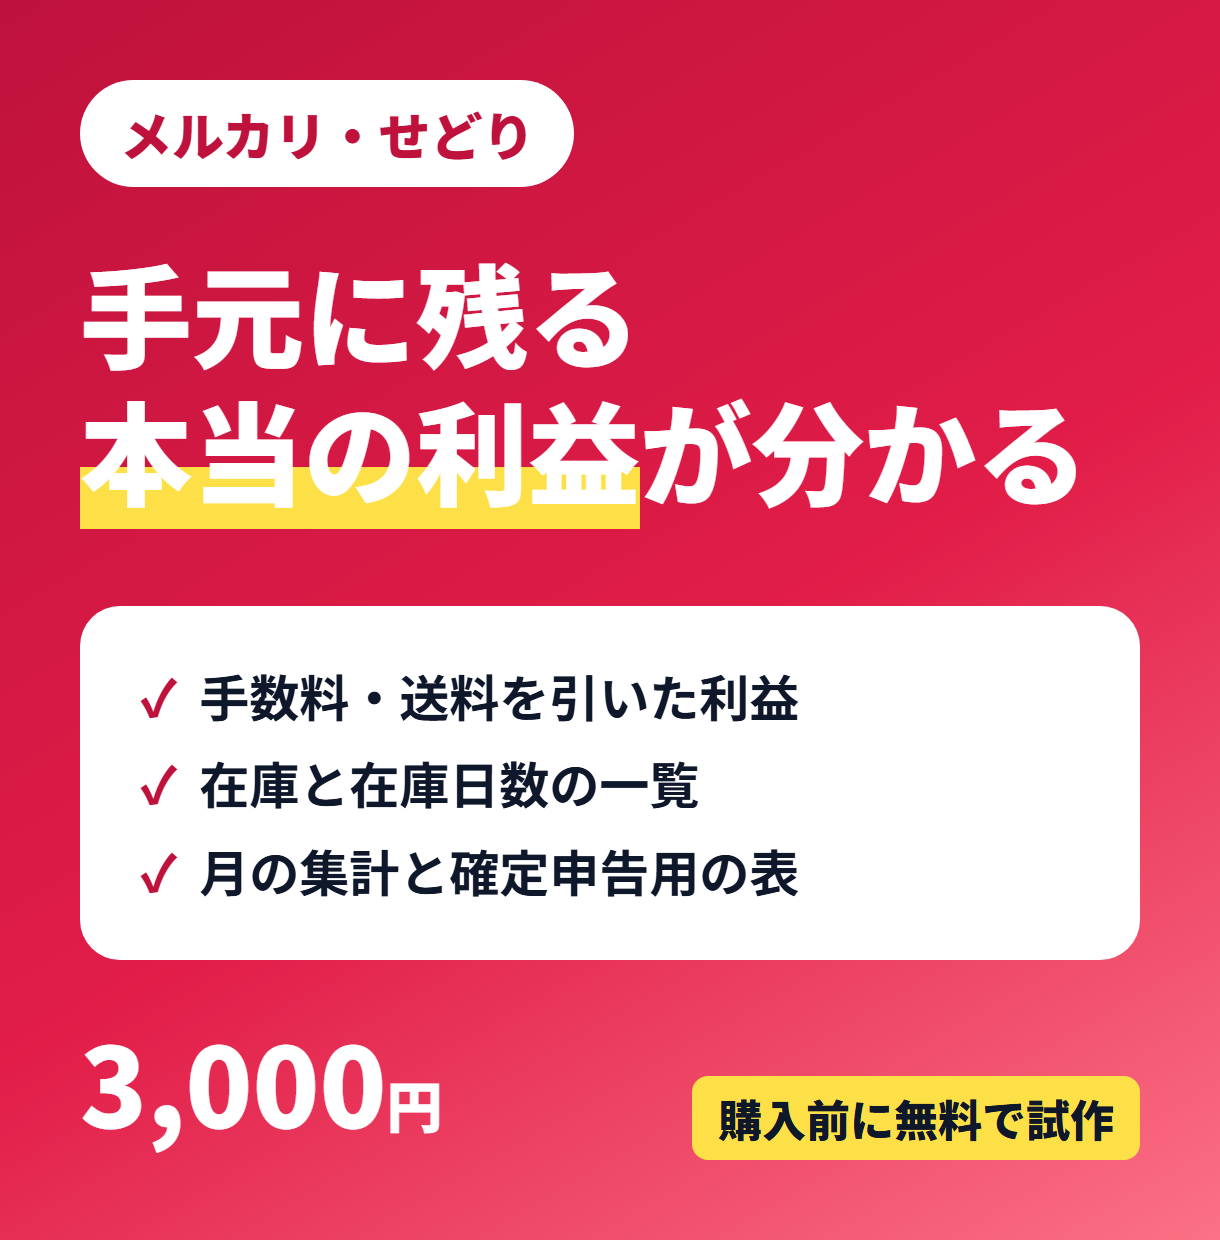 メルカリ・せどり
手元に残る
本当の利益が分かる
✓ 手数料・送料を引いた利益
✓ 在庫と在庫日数の一覧
✓ 月の集計と確定申告用の表
3,000円
購入前に無料で試作